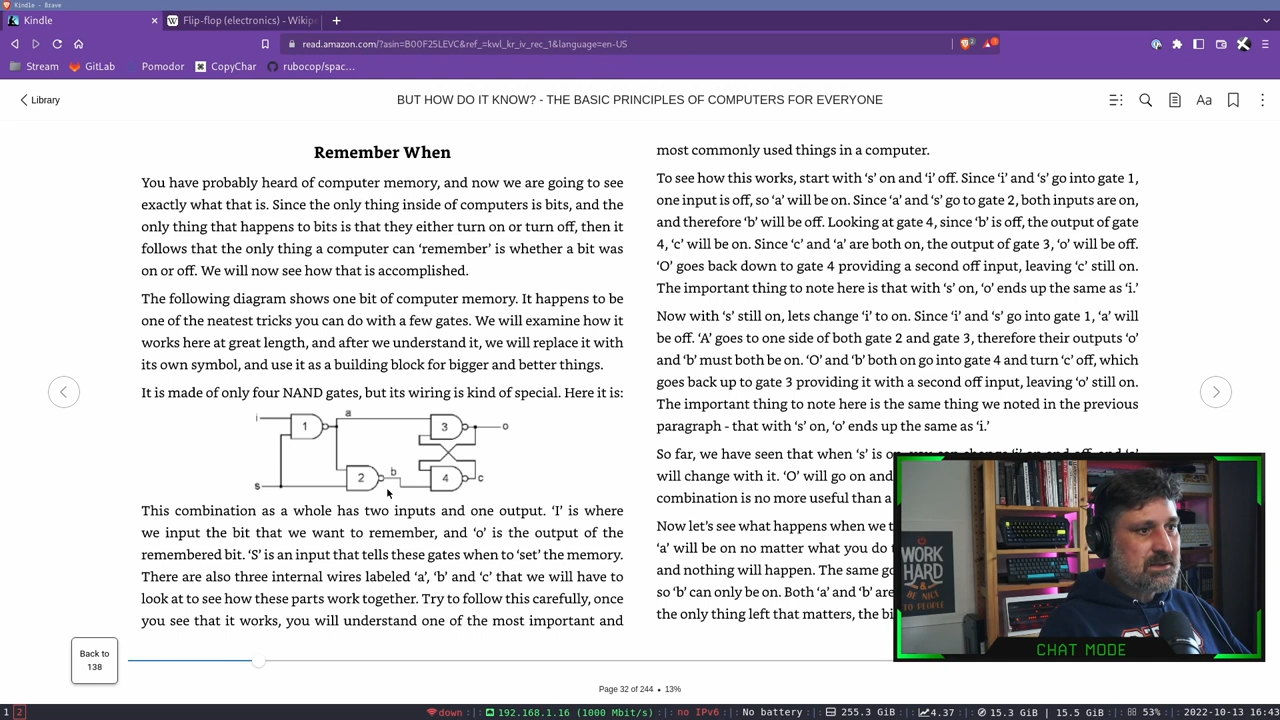 Kindle - Brave
Kindle
Flip-flop (electronics) - Wikip
read.amazon.com/?asin=B00F25LEVC&ref_=kwl_kr_iv_rec_1&language=en-US
Stream
GitLab
Pomodor
CopyChar
rubocop/spac…
Library
BUT HOW DO IT KNOW? - THE BASIC PRINCIPLES OF COMPUTERS FOR EVERYONE
Aa
Remember When
You have probably heard of computer memory, and now we are going to see
exactly what that is. Since the only thing inside of computers is bits, and the
only thing that happens to bits is that they either turn on or turn off, then it
follows that the only thing a computer can ‘remember’ is whether a bit was
on or off. We will now see how that is accomplished.
The following diagram shows one bit of computer memory. It happens to be
one of the neatest tricks you can do with a few gates. We will examine how it
works here at great length, and after we understand it, we will replace it with
its own symbol, and use it as a building block for bigger and better things.
It is made of only four NAND gates, but its wiring is kind of special. Here it is:
i
1
a
3
o
s
2
b
4
c
This combination as a whole has two inputs and one output. ‘I’ is where
we input the bit that we want to remember, and ‘o’ is the output of the
remembered bit. ‘S’ is an input that tells these gates when to ‘set’ the memory.
There are also three internal wires labeled ‘a’, ‘b’ and ‘c’ that we will have to
look at to see how these parts work together. Try to follow this carefully, once
you see that it works, you will understand one of the most important and
most commonly used things in a computer.
To see how this works, start with ‘s’ on and ‘i’ off. Since ‘i’ and ‘s’ go into gate 1,
one input is off, so ‘a’ will be on. Since ‘a’ and ‘s’ go to gate 2, both inputs are on,
and therefore ‘b’ will be off. Looking at gate 4, since ‘b’ is off, the output of gate
4, ‘c’ will be on. Since ‘c’ and ‘a’ are both on, the output of gate 3, ‘o’ will be off.
‘O’ goes back down to gate 4 providing a second off input, leaving ‘c’ still on.
The important thing to note here is that with ‘s’ on, ‘o’ ends up the same as ‘i.’
Now with ‘s’ still on, lets change ‘i’ to on. Since ‘i’ and ‘s’ go into gate 1, ‘a’ will
be off. ‘A’ goes to one side of both gate 2 and gate 3, therefore their outputs ‘o’
and ‘b’ must both be on. ‘O’ and ‘b’ both on go into gate 4 and turn ‘c’ off, which
goes back up to gate 3 providing it with a second off input, leaving ‘o’ still on.
The important thing to note here is the same thing we noted in the previous
paragraph - that with ‘s’ on, ‘o’ ends up the same as ‘i.’
So far, we have seen that when ‘s’ is on, you can change ‘i’ on and off, and ‘o’
will change with it. ‘O’ will go on and
combination is no more useful than a
Now let’s see what happens when we t
‘a’ will be on no matter what you do
and nothing will happen. The same go
so ‘b’ can only be on. Both ‘a’ and ‘b’ are
the only thing left that matters, the bi
WORK
HARD
& BE NICE
TO PEOPLE
CHAT MODE
Back to
138
Page 32 of 244 • 13%
1 2
down
192.168.1.16 (1000 Mbit/s)
no IPv6
No battery
255.3 GiB
4.37
15.3 GiB | 15.5 GiB
53%
2022-10-13 16:43